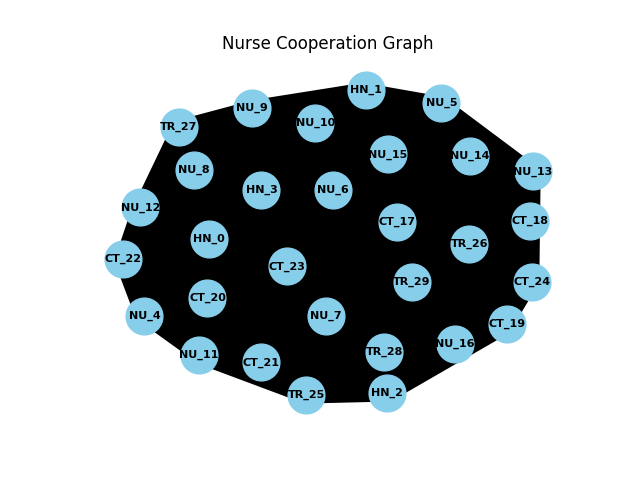 Nurse Cooperation Graph
HN_1
NU_5
NU_9
NU_10
TR_27
NU_15
NU_14
NU_8
NU_13
HN_3
NU_6
NU_12
CT_17
CT_18
HN_0
TR_26
CT_22
CT_23
TR_29
CT_24
CT_20
NU_4
NU_7
CT_19
NU_16
TR_28
NU_11
CT_21
HN_2
TR_25